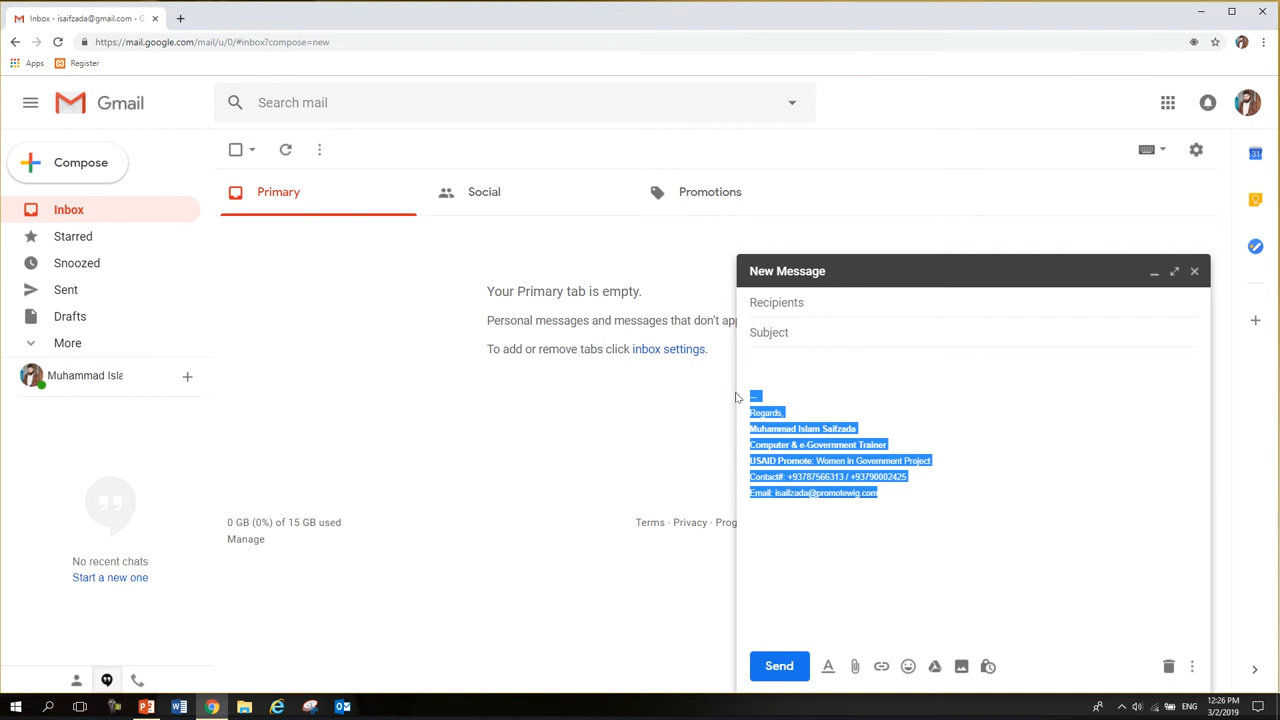 Inbox - isaifzada@gmail.com - G
https://mail.google.com/mail/u/0/#inbox?compose=new
Apps Register
Gmail
Search mail
Compose
Primary Social Promotions
Inbox
Starred
Snoozed
Sent
Drafts
More
Muhammad Isla
Your Primary tab is empty.
Personal messages and messages that don't app
To add or remove tabs click inbox settings.
0 GB (0%) of 15 GB used
Manage
Terms · Privacy · Prog
No recent chats
Start a new one
New Message
Recipients
Subject
--
Regards,
Muhammad Islam Saifzada
Computer & e-Government Trainer
USAID Promote: Women in Government Project
Contact#: +93787566313 / +93790002425
Email: isaifzada@promotewig.com
Send
31
ENG
12:26 PM
3/2/2019